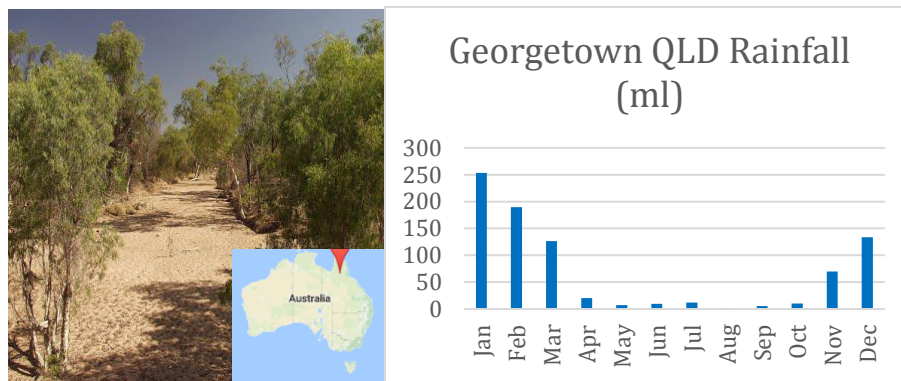 Australia
Georgetown QLD Rainfall
(ml)
300
250
200
150
100
50
0
Jan
Feb
Mar
Apr
May
Jun
Jul
Aug
Sep
Oct
Nov
Dec